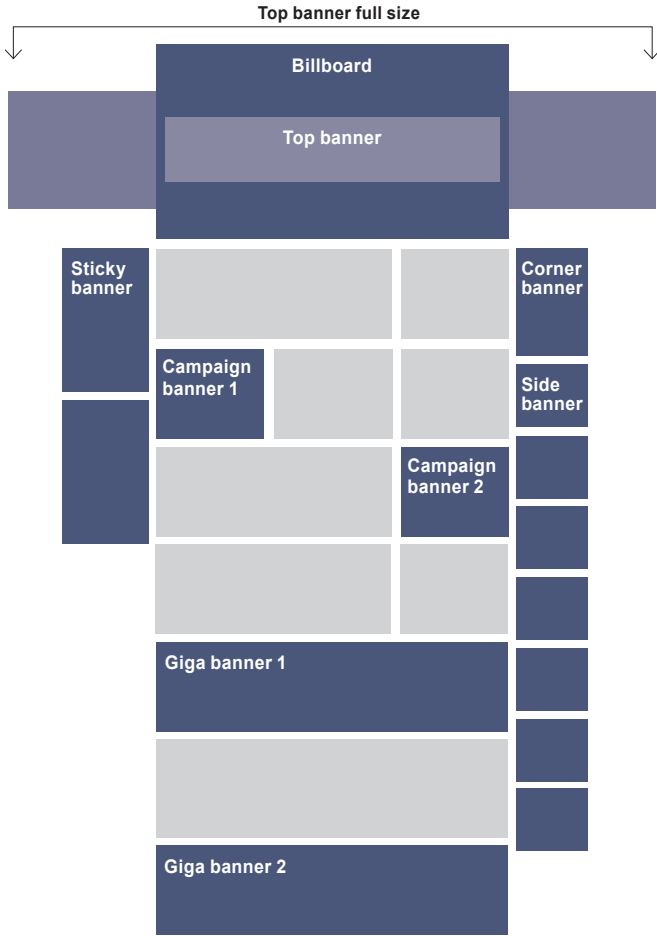 Top banner full size
Billboard
Top banner
Sticky
banner
Corner
banner
Campaign
banner 1
Side
banner
Campaign
banner 2
Giga banner 1
Giga banner 2